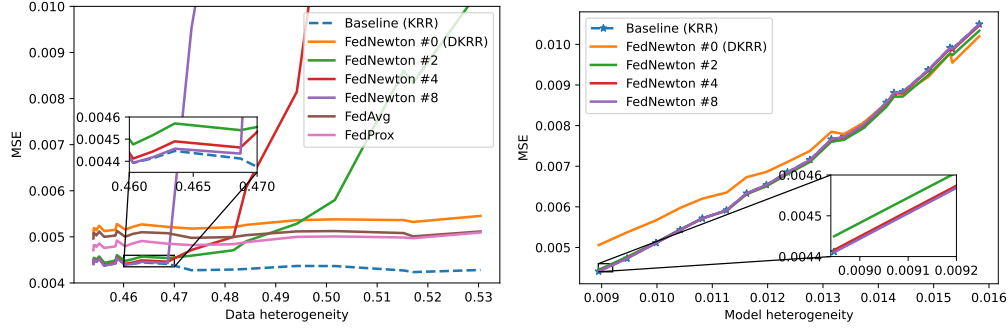 0.010
0.009
0.008
0.007
0.006
0.005
0.004
MSE
Baseline (KRR)
FedNewton #0 (DKRR)
FedNewton #2
FedNewton #4
FedNewton #8
FedAvg
FedProx
0.0046
0.0045
0.0044
0.460 0.465 0.470
0.46 0.47 0.48 0.49 0.50 0.51 0.52 0.53
Data heterogeneity
0.010
0.009
0.008
0.007
0.006
0.005
MSE
Baseline (KRR)
FedNewton #0 (DKRR)
FedNewton #2
FedNewton #4
FedNewton #8
0.0046
0.0045
0.0044
0.0090 0.0091 0.0092
0.009 0.010 0.011 0.012 0.013 0.014 0.015 0.016
Model heterogeneity